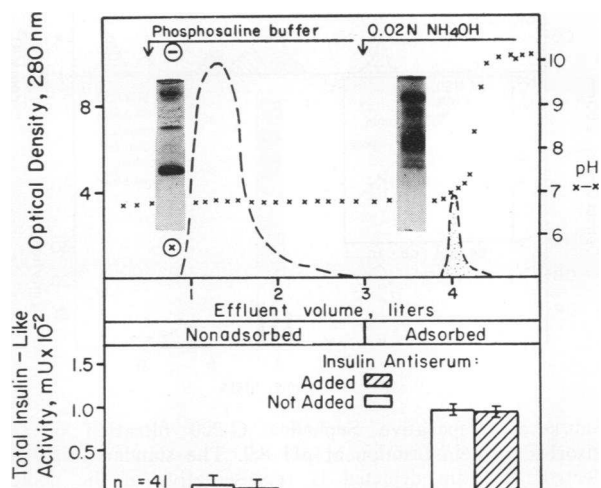 Phosphosaline buffer
0.02N NH4OH
Optical Density, 280 nm
8
4
10
9
8
7
6
pH
x—x
1
2
3
4
Effluent volume, liters
Nonadsorbed
Adsorbed
Total Insulin-Like
Activity, mU x 10-2
1.5
1.0
0.5
Insulin Antiserum:
Added
Not Added
n = 41